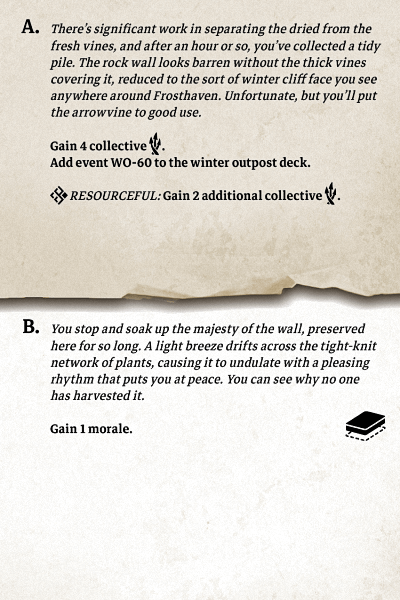 A. There's significant work in separating the dried from the
fresh vines, and after an hour or so, you've collected a tidy
pile. The rock wall looks barren without the thick vines
covering it, reduced to the sort of winter cliff face you see
anywhere around Frosthaven. Unfortunate, but you'll put
the arrowvine to good use.
Gain 4 collective .
Add event WO-60 to the winter outpost deck.
RESOURCEFUL: Gain 2 additional collective .
B. You stop and soak up the majesty of the wall, preserved
here for so long. A light breeze drifts across the tight-knit
network of plants, causing it to undulate with a pleasing
rhythm that puts you at peace. You can see why no one
has harvested it.
Gain 1 morale.